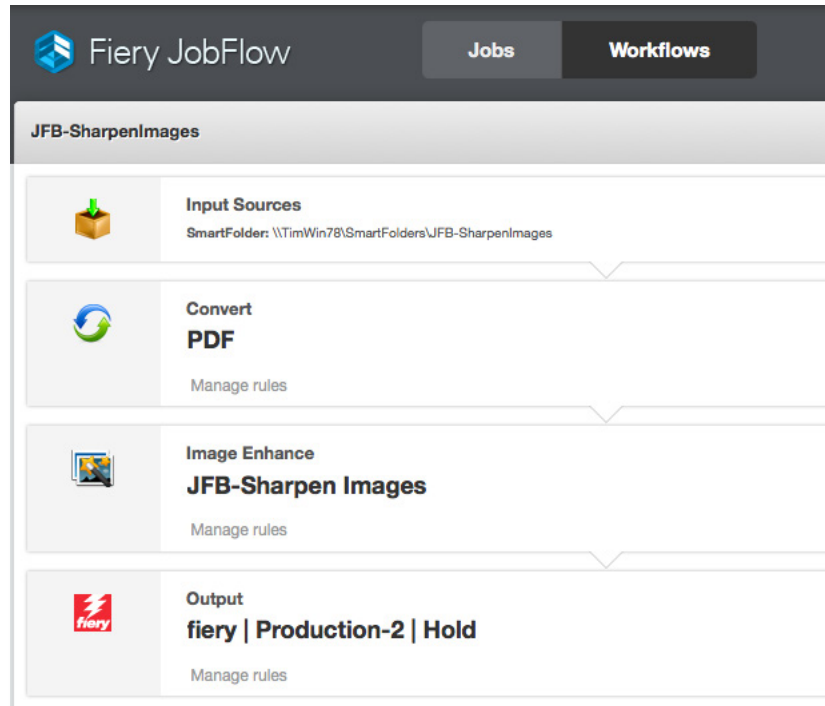 Fiery JobFlow
Jobs
Workflows
JFB-SharpenImages
Input Sources
SmartFolder: \\TimWin78\SmartFolders\JFB-SharpenImages
Convert
PDF
Manage rules
Image Enhance
JFB-Sharpen Images
Manage rules
fiery
Output
fiery | Production-2 | Hold
Manage rules